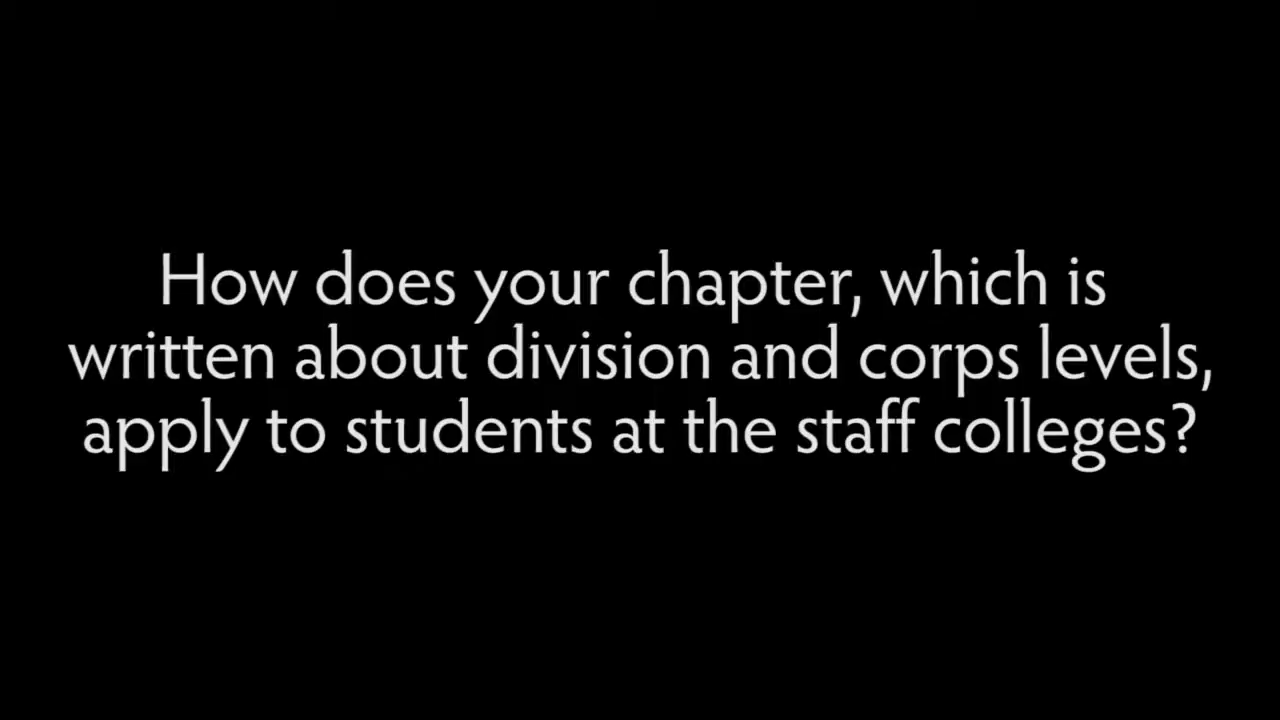 How does your chapter, which is
written about division and corps levels,
apply to students at the staff colleges?